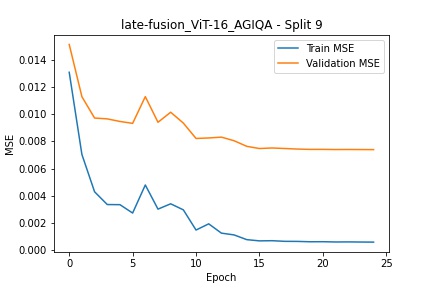 late-fusion_ViT-16_AGIQA - Split 9
Train MSE
Validation MSE
MSE
0.014
0.012
0.010
0.008
0.006
0.004
0.002
0.000
0 5 10 15 20 25
Epoch